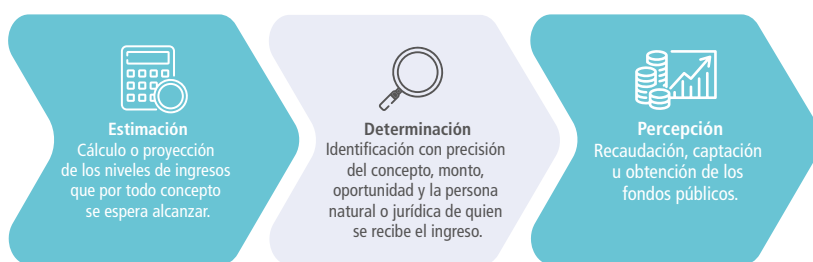 Estimación
Cálculo o proyección
de los niveles de ingresos
que por todo concepto
se espera alcanzar.
Determinación
Identificación con precisión
del concepto, monto,
oportunidad y la persona
natural o jurídica de quien
se recibe el ingreso.
Percepción
Recaudación, captación
u obtención de los
fondos públicos.